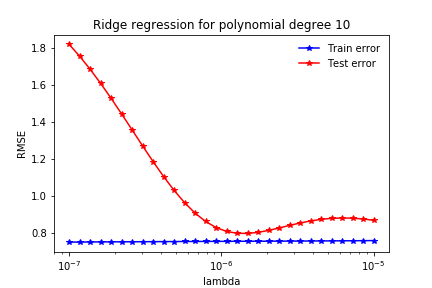 Ridge regression for polynomial degree 10
Train error
Test error
RMSE
1.8
1.6
1.4
1.2
1.0
0.8
10⁻⁷
10⁻⁶
10⁻⁵
lambda